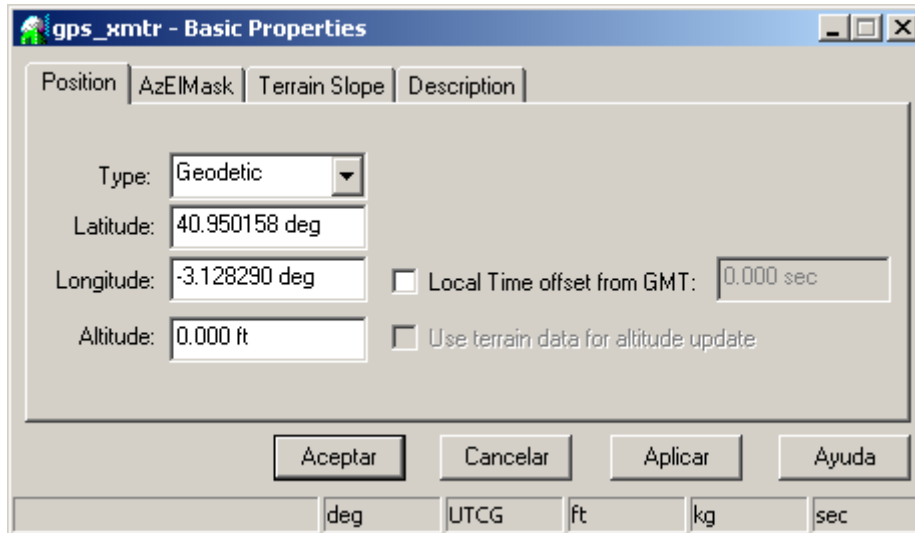 gps_xmtr - Basic Properties
Position AzElMask Terrain Slope Description
Type: Geodetic
Latitude: 40.950158 deg
Longitude: -3.128290 deg Local Time offset from GMT: 0.000 sec
Altitude: 0.000 ft Use terrain data for altitude update
Aceptar Cancelar Aplicar Ayuda
deg UTCG ft kg sec